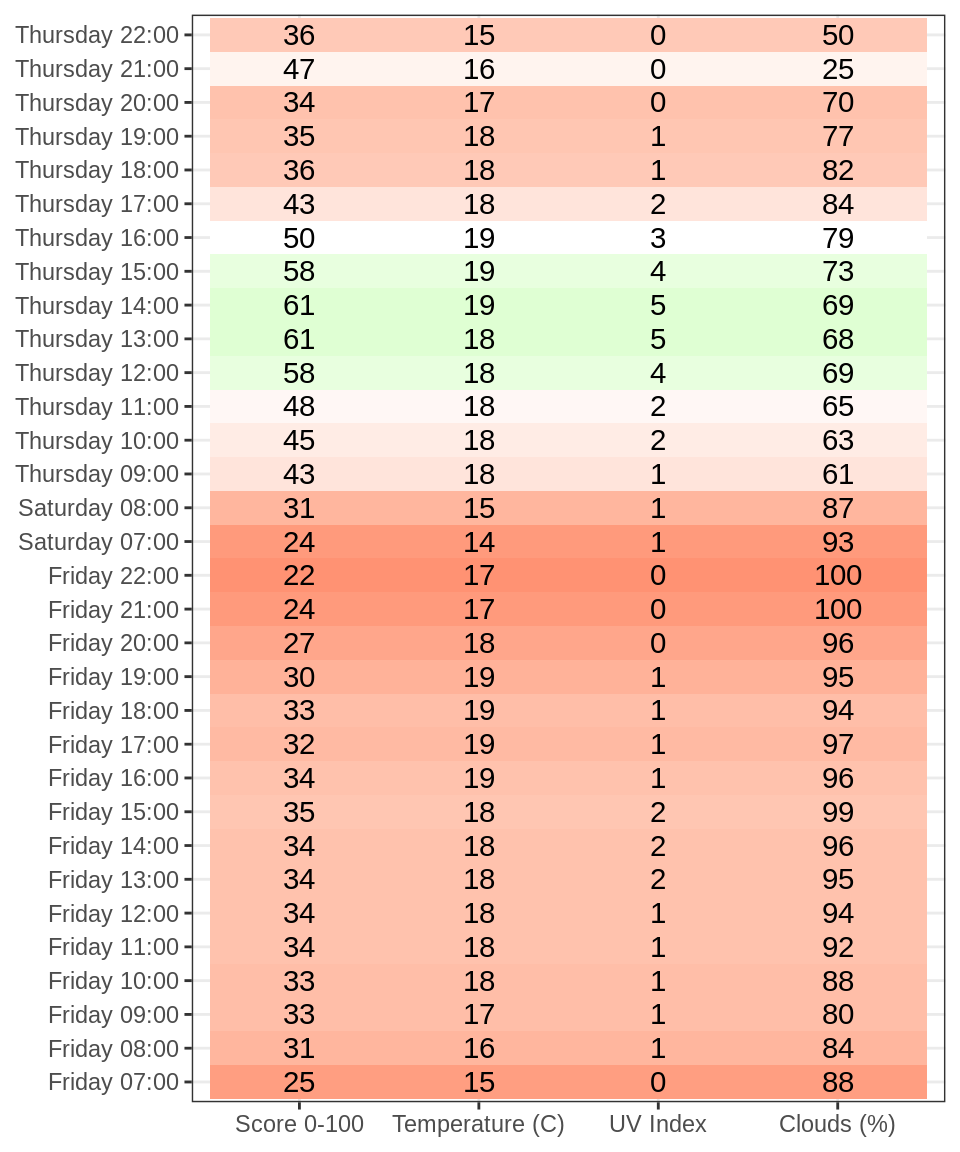 Thursday 22:00 36 15 0 50
Thursday 21:00 47 16 0 25
Thursday 20:00 34 17 0 70
Thursday 19:00 35 18 1 77
Thursday 18:00 36 18 1 82
Thursday 17:00 43 18 2 84
Thursday 16:00 50 19 3 79
Thursday 15:00 58 19 4 73
Thursday 14:00 61 19 5 69
Thursday 13:00 61 18 5 68
Thursday 12:00 58 18 4 69
Thursday 11:00 48 18 2 65
Thursday 10:00 45 18 2 63
Thursday 09:00 43 18 1 61
Saturday 08:00 31 15 1 87
Saturday 07:00 24 14 1 93
Friday 22:00 22 17 0 100
Friday 21:00 24 17 0 100
Friday 20:00 27 18 0 96
Friday 19:00 30 19 1 95
Friday 18:00 33 19 1 94
Friday 17:00 32 19 1 97
Friday 16:00 34 19 1 96
Friday 15:00 35 18 2 99
Friday 14:00 34 18 2 96
Friday 13:00 34 18 2 95
Friday 12:00 34 18 1 94
Friday 11:00 34 18 1 92
Friday 10:00 33 18 1 88
Friday 09:00 33 17 1 80
Friday 08:00 31 16 1 84
Friday 07:00 25 15 0 88
Score 0-100 Temperature (C) UV Index Clouds (%)